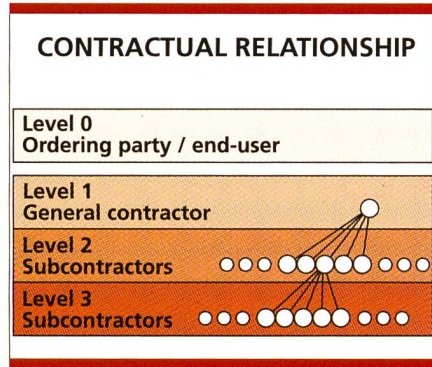 CONTRACTUAL RELATIONSHIP
Level 0
Ordering party / end-user
Level 1
General contractor
Level 2
Subcontractors
Level 3
Subcontractors